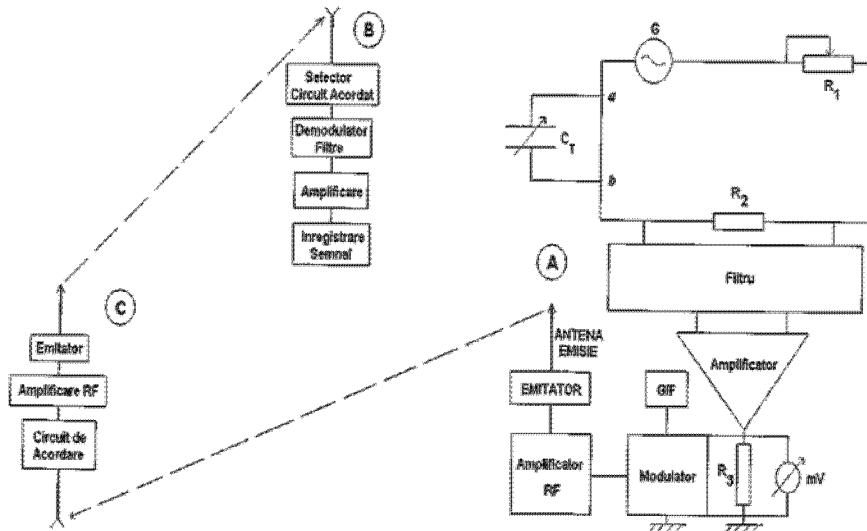 B
Selector
Circuit Acordat
Demodulator
Filtre
Amplificare
Inregistrare
Semnal
C
Emitator
Amplificare RF
Circuit de
Acordare
A
ANTENA
EMISIE
EMITATOR
Amplificator
RF
GIF
Modulator
G
R1
a
CT
b
R2
Filtru
Amplificator
R3
mV